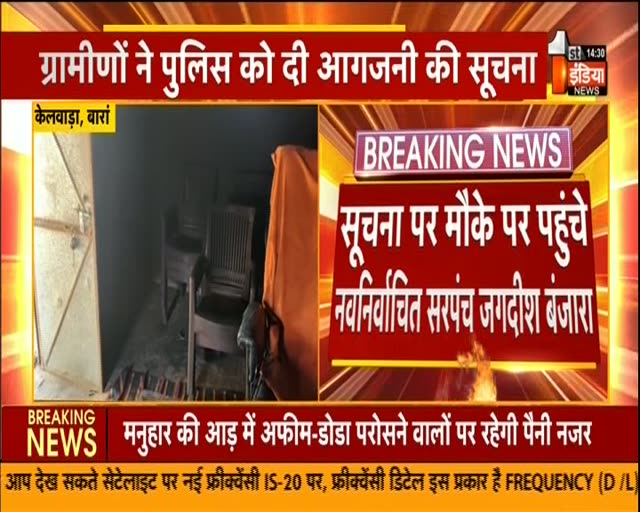 ग्रामीणों ने पुलिस को दी आगजनी की सूचना
1st
14:30
इंडिया
NEWS
केलवाड़ा, बारां
BREAKING NEWS
सूचना पर मौके पर पहुंचे
नवनिर्वाचित सरपंच जगदीश बंजारा
BREAKING
NEWS
मनुहार की आड़ में अफीम-डोडा परोसने वालों पर रहेगी पैनी नजर
आप देख सकते सेटेलाइट पर नई फ्रीक्वेंसी IS-20 पर, फ्रीक्वेंसी डिटेल इस प्रकार है FREQUENCY (D /L)